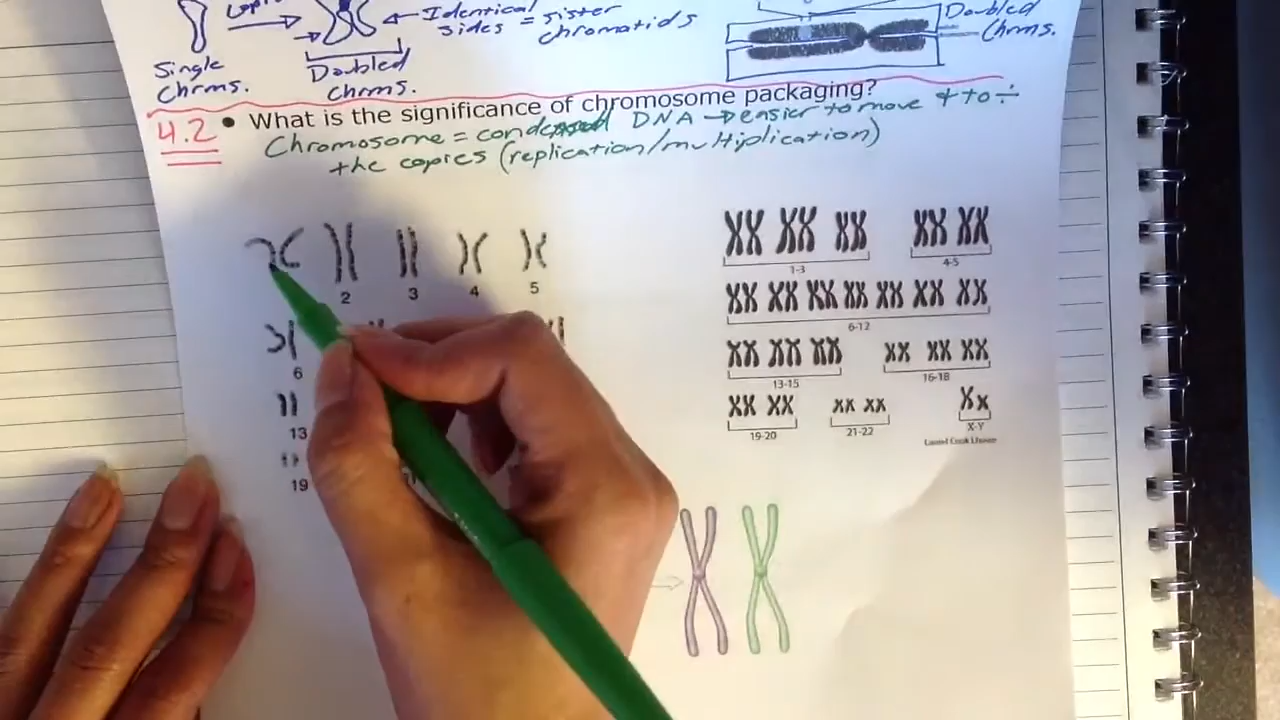 Identical
sides = sister
chromatids
Single
Chrms.
Doubled
chrms.
Doubled
Chrms.
4.2
• What is the significance of chromosome packaging?
Chromosome = condensed DNA → easier to move + to ÷
the copies (replication/multiplication)
2 3 4 5
6
13
19
1-3 4-5
6-12
13-15 16-18
19-20 21-22 X-Y